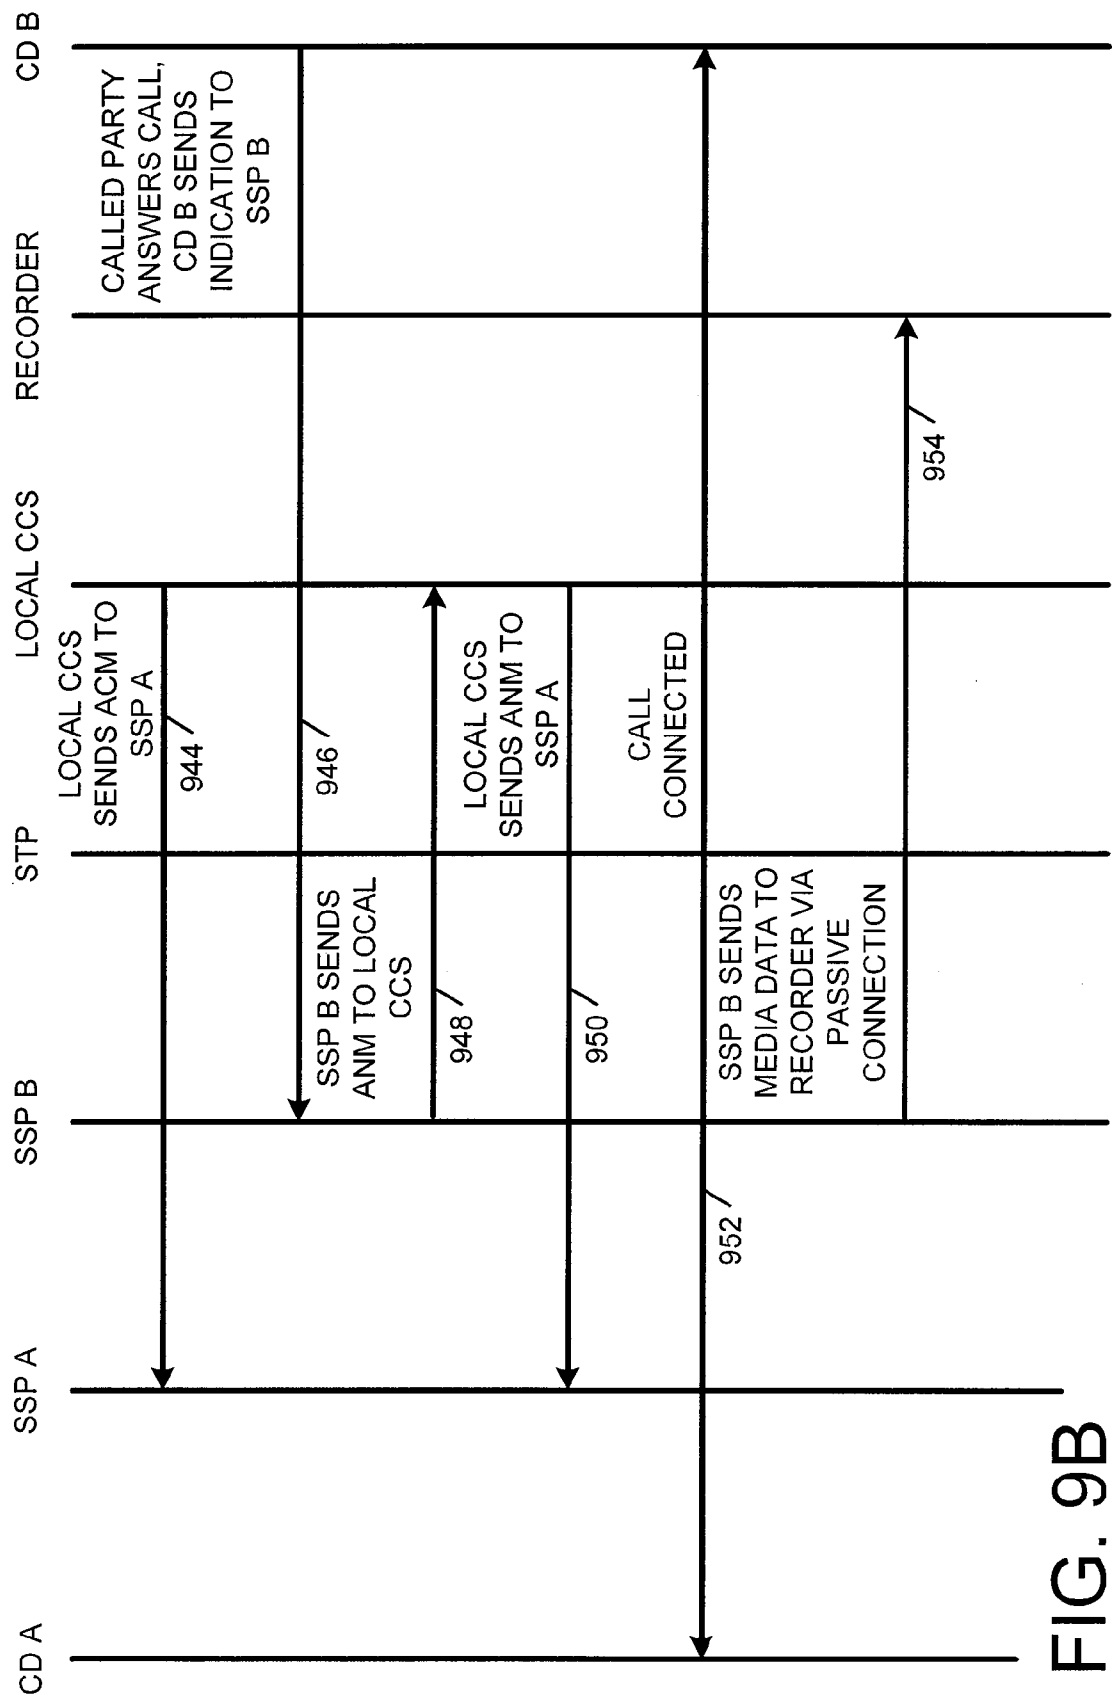 CD A
SSP A
SSP B
STP
LOCAL CCS
RECORDER
CD B
LOCAL CCS
SENDS ACM TO
SSP A
944
CALLED PARTY
ANSWERS CALL,
CD B SENDS
INDICATION TO
SSP B
946
SSP B SENDS
ANM TO LOCAL
CCS
948
LOCAL CCS
SENDS ANM TO
SSP A
950
CALL
CONNECTED
952
SSP B SENDS
MEDIA DATA TO
RECORDER VIA
PASSIVE
CONNECTION
954
FIG. 9B